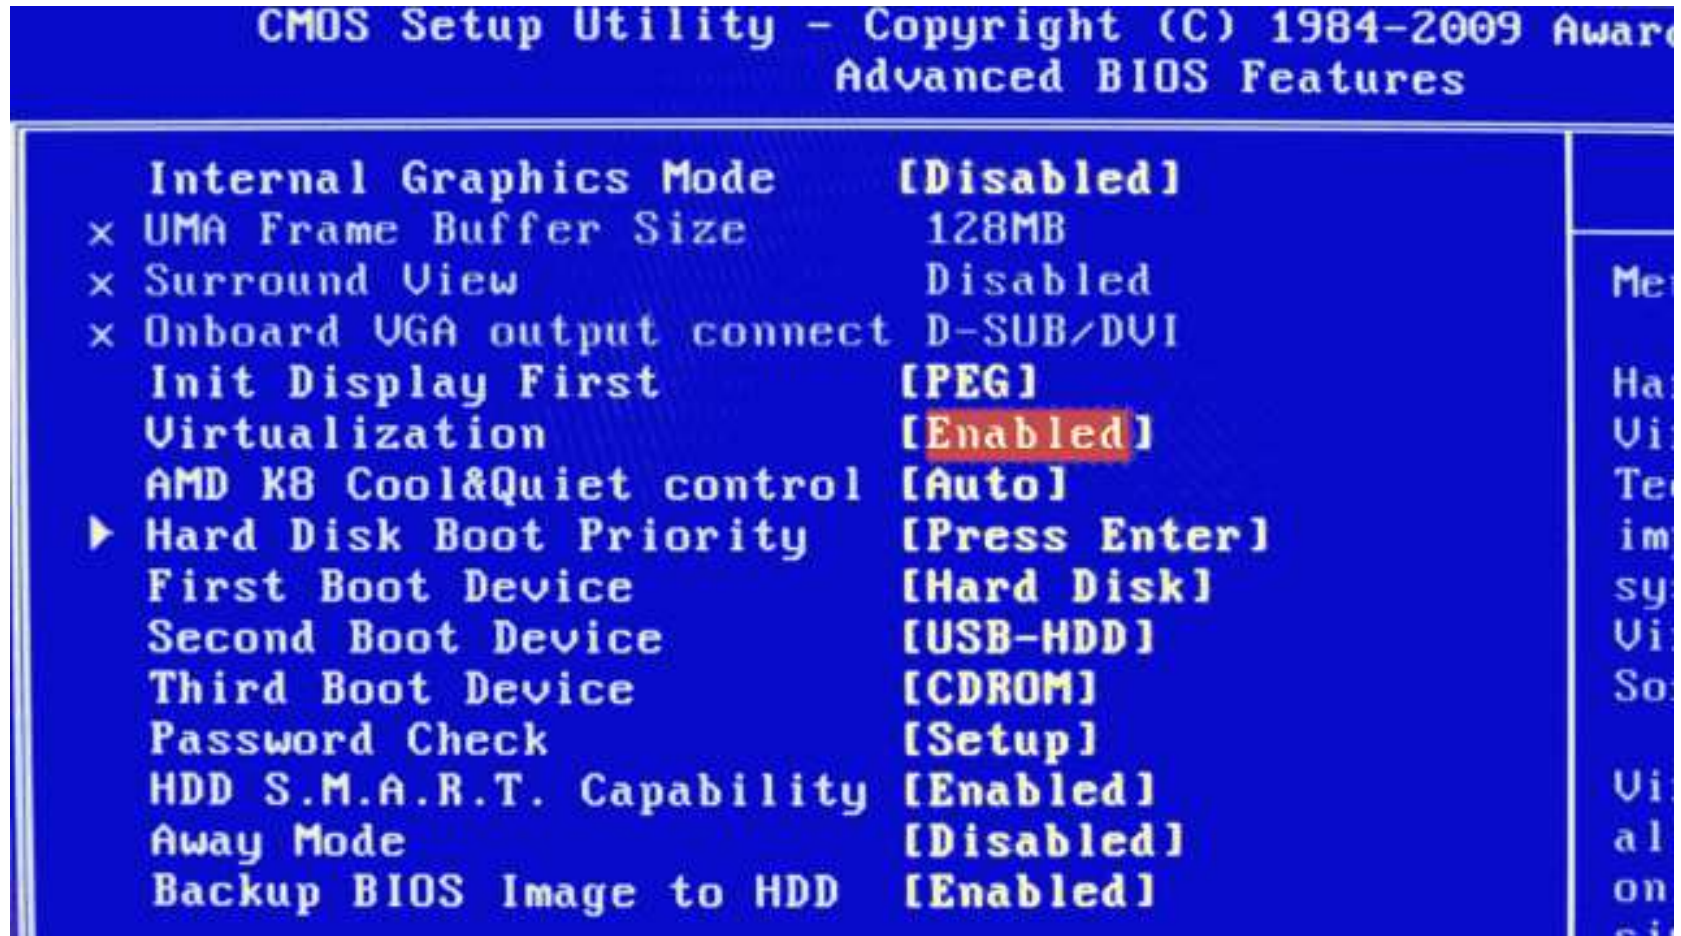 CMOS Setup Utility - Copyright (C) 1984-2009
Advanced BIOS Features
Internal Graphics Mode [Disabled]
x UMA Frame Buffer Size 128MB
x Surround View Disabled
x Onboard VGA output connect D-SUB/DVI
Init Display First [PEG]
Virtualization [Enabled]
AMD K8 Cool&Quiet control [Auto]
Hard Disk Boot Priority [Press Enter]
First Boot Device [Hard Disk]
Second Boot Device [USB-HDD]
Third Boot Device [CDROM]
Password Check [Setup]
HDD S.M.A.R.T. Capability [Enabled]
Away Mode [Disabled]
Backup BIOS Image to HDD [Enabled]